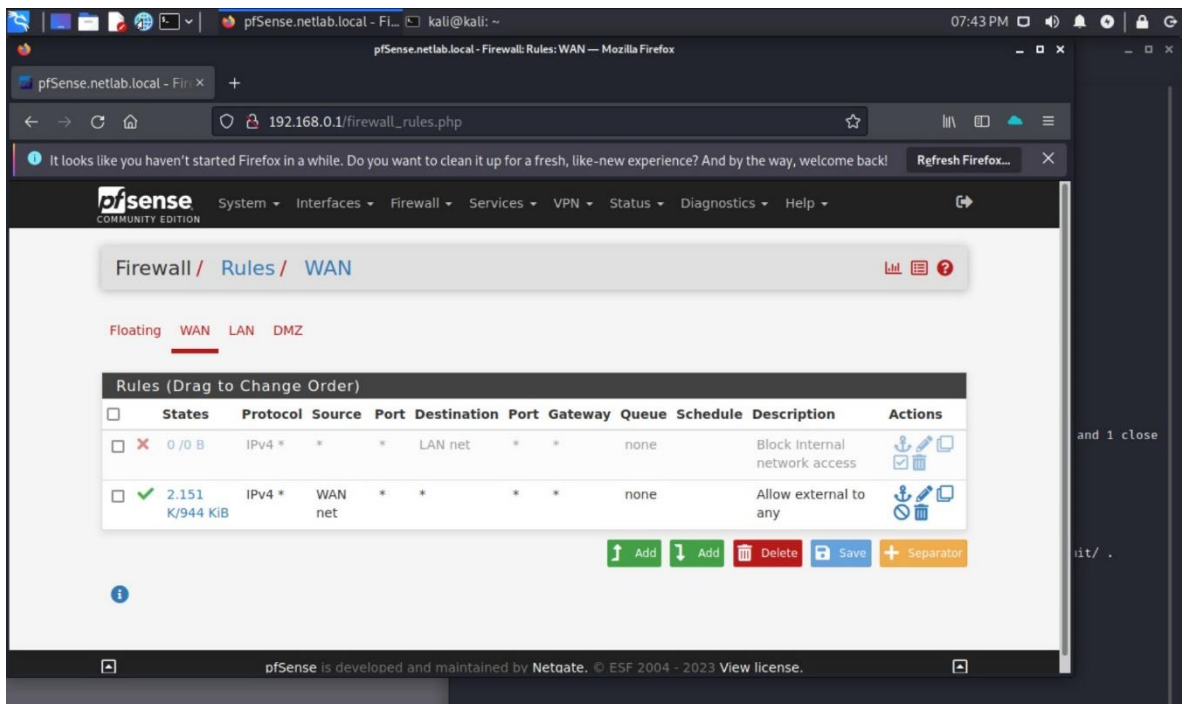 pfSense.netlab.local - Fi... kali@kali: ~ 07:43 PM
pfSense.netlab.local - Firewall: Rules: WAN — Mozilla Firefox
pfSense.netlab.local - Fire
192.168.0.1/firewall_rules.php
It looks like you haven't started Firefox in a while. Do you want to clean it up for a fresh, like-new experience? And by the way, welcome back! Refresh Firefox...
pfsense COMMUNITY EDITION System Interfaces Firewall Services VPN Status Diagnostics Help
Firewall / Rules / WAN
Floating WAN LAN DMZ
Rules (Drag to Change Order)
States Protocol Source Port Destination Port Gateway Queue Schedule Description Actions
0 /0 B IPv4 * * * LAN net * * none Block Internal network access
and 1 close
2.151 K/944 KiB IPv4 * WAN net * * * * none Allow external to any
Add Add Delete Save Separator
it/ .
pfSense is developed and maintained by Netgate. © ESF 2004 - 2023 View license.